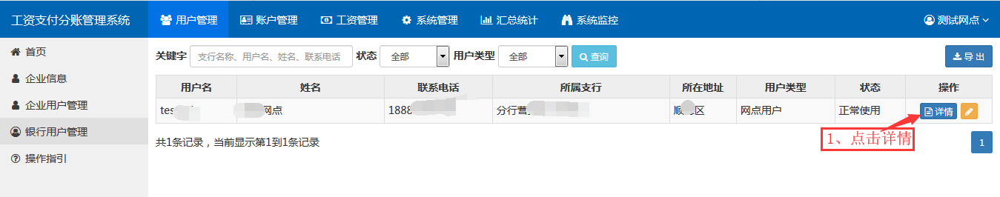 工资支付分账管理系统 用户管理 账户管理 工资管理 系统管理 汇总统计 系统监控 测试网点
首页
企业信息
企业用户管理
银行用户管理
操作指引
关键字 支行名称、用户名、姓名、联系电话 状态 全部 用户类型 全部 查询 导出
用户名 姓名 联系电话 所属支行 所在地址 用户类型 状态 操作
tes 网点 1888 分行营 顺 区 网点用户 正常使用 详情
1、点击详情
共1条记录，当前显示第1到1条记录 1